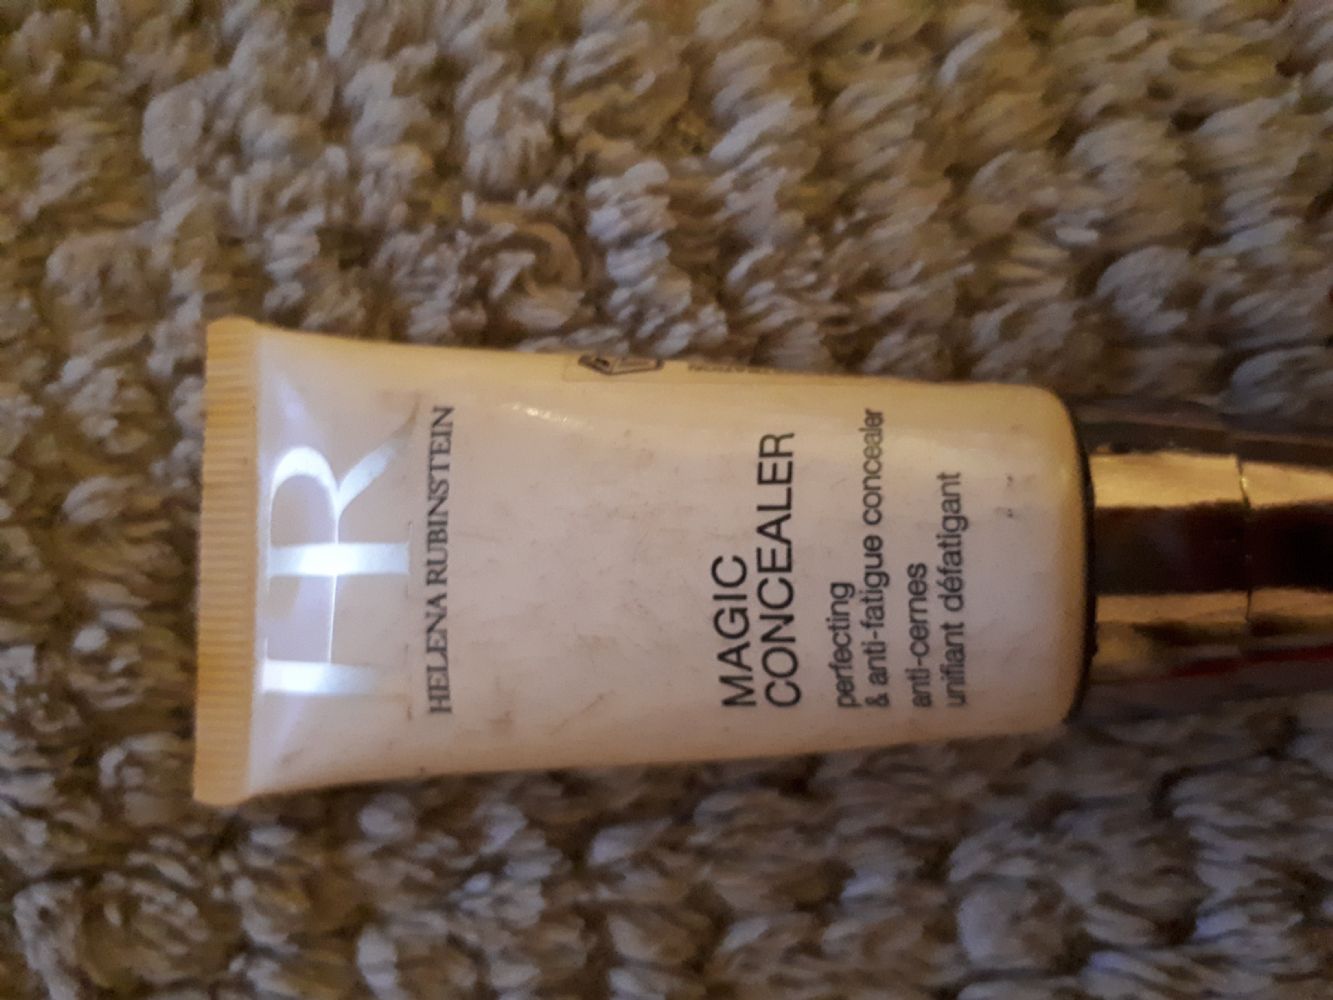 HR
HELENA RUBINSTEIN
MAGIC
CONCEALER
perfecting
& anti-fatigue concealer
anti-cernes
unifiant défatigant